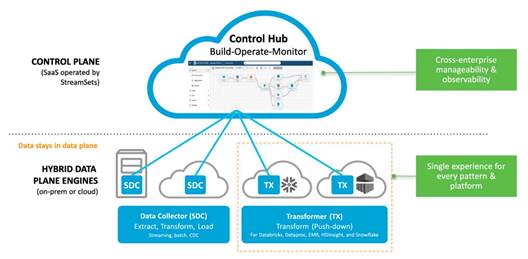 Control Hub
Build-Operate-Monitor
CONTROL PLANE
(SaaS operated by
StreamSets)
Cross-enterprise
manageability &
observability
Data stays in data plane
HYBRID DATA
PLANE ENGINES
(on-prem or cloud)
SDC
SDC
TX
TX
Single experience for
every pattern &
platform
Data Collector (SDC)
Extract, Transform, Load
Streaming, batch, CDC
Transformer (TX)
Transform (Push-down)
For Databricks, Dataproc, EMR, HDInsight, and Snowflake